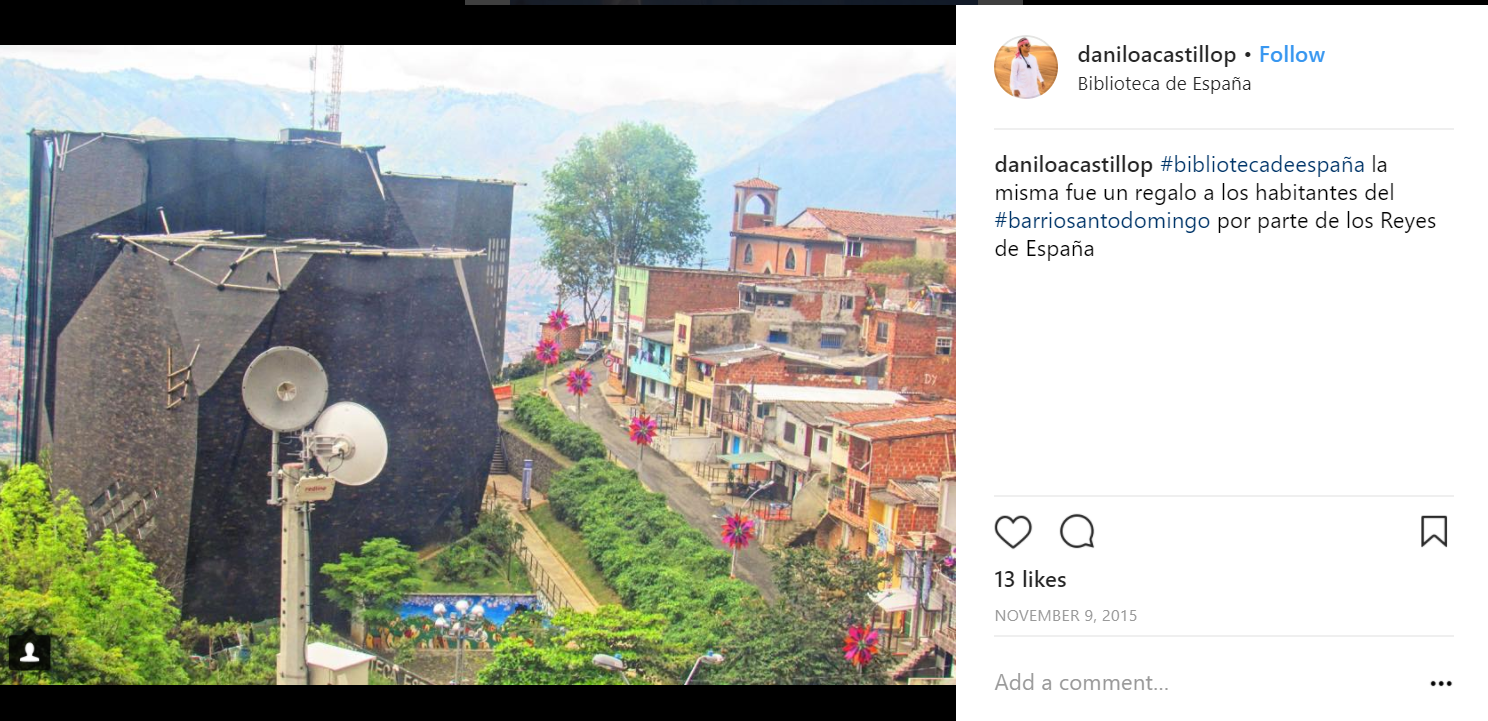 daniloacastillop • Follow
Biblioteca de España
daniloacastillop #bibliotecadeespaña la
misma fue un regalo a los habitantes del
#barriosantodomingo por parte de los Reyes
de España
13 likes
NOVEMBER 9, 2015
Add a comment...